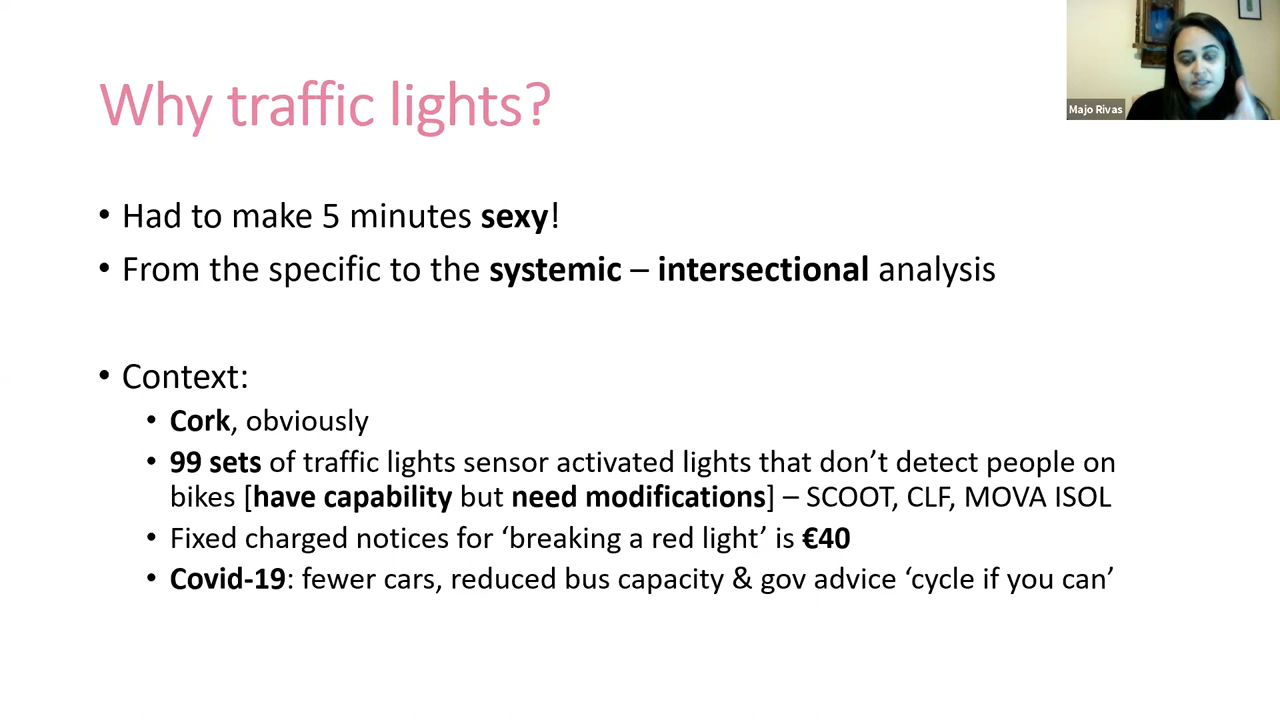 Why traffic lights?
Majo Rivas
• Had to make 5 minutes sexy!
• From the specific to the systemic – intersectional analysis
• Context:
• Cork, obviously
• 99 sets of traffic lights sensor activated lights that don’t detect people on
bikes [have capability but need modifications] – SCOOT, CLF, MOVA ISOL
• Fixed charged notices for ‘breaking a red light’ is €40
• Covid-19: fewer cars, reduced bus capacity & gov advice ‘cycle if you can’